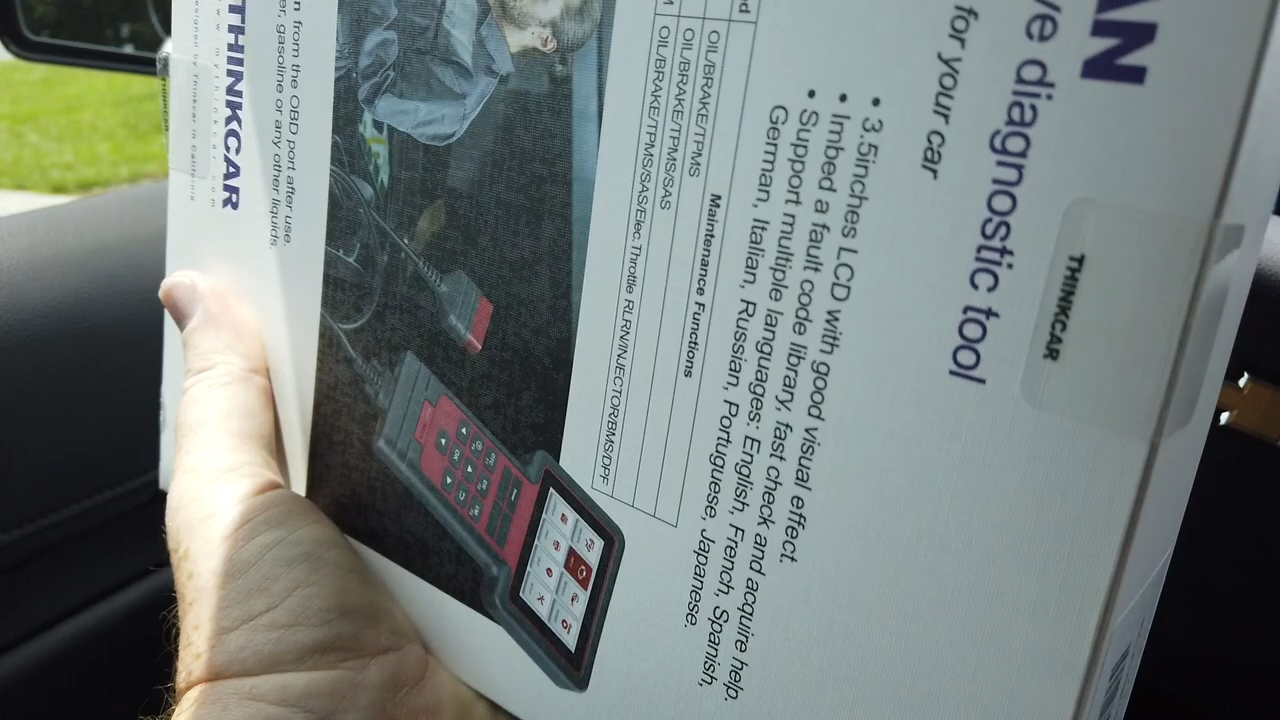 AN
ve diagnostic tool
for your car
THINKCAR
• 3.5inches LCD with good visual effect.
• Imbed a fault code library, fast check and acquire help.
• Support multiple languages: English, French, Spanish,
German, Italian, Russian, Portuguese, Japanese.
d
Maintenance Functions
OIL/BRAKE/TPMS
OIL/BRAKE/TPMS/SAS
OIL/BRAKE/TPMS/SAS/Elec.Throttle RLRN/INJECTOR/BMS/DPF
n from the OBD port after use.
er, gasoline or any other liquids.
THINKCAR
www.mythinkcar.com
Designed by Thinkcar in California
THINKCAR